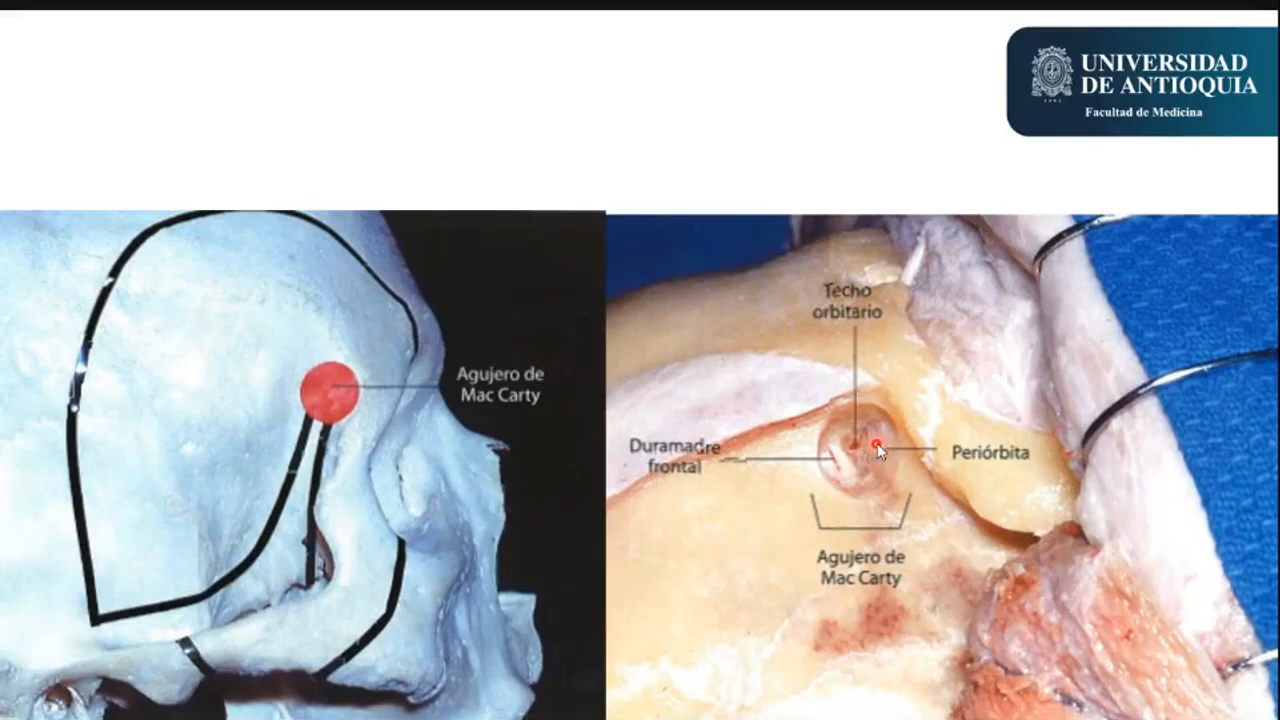 UNIVERSIDAD
DE ANTIOQUIA
1803
Facultad de Medicina
Agujero de
Mac Carty
Techo
orbitario
Duramadre
frontal
Periórbita
Agujero de
Mac Carty